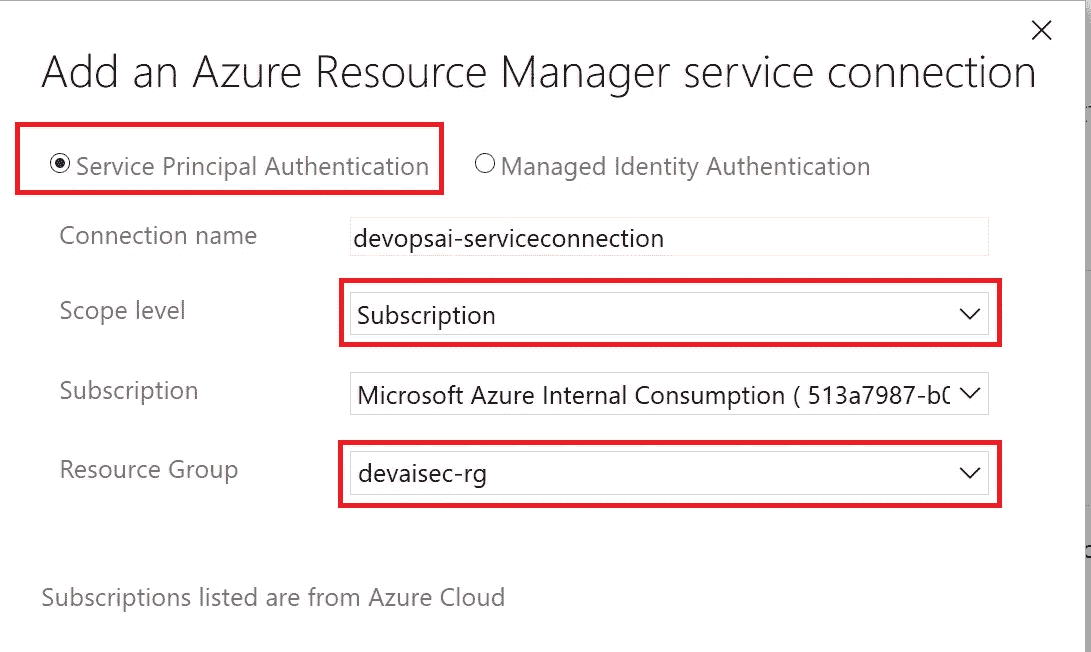 Add an Azure Resource Manager service connection
Service Principal Authentication Managed Identity Authentication
Connection name devopsai-serviceconnection
Scope level Subscription
Subscription Microsoft Azure Internal Consumption ( 513a7987-b0
Resource Group devaisec-rg
Subscriptions listed are from Azure Cloud